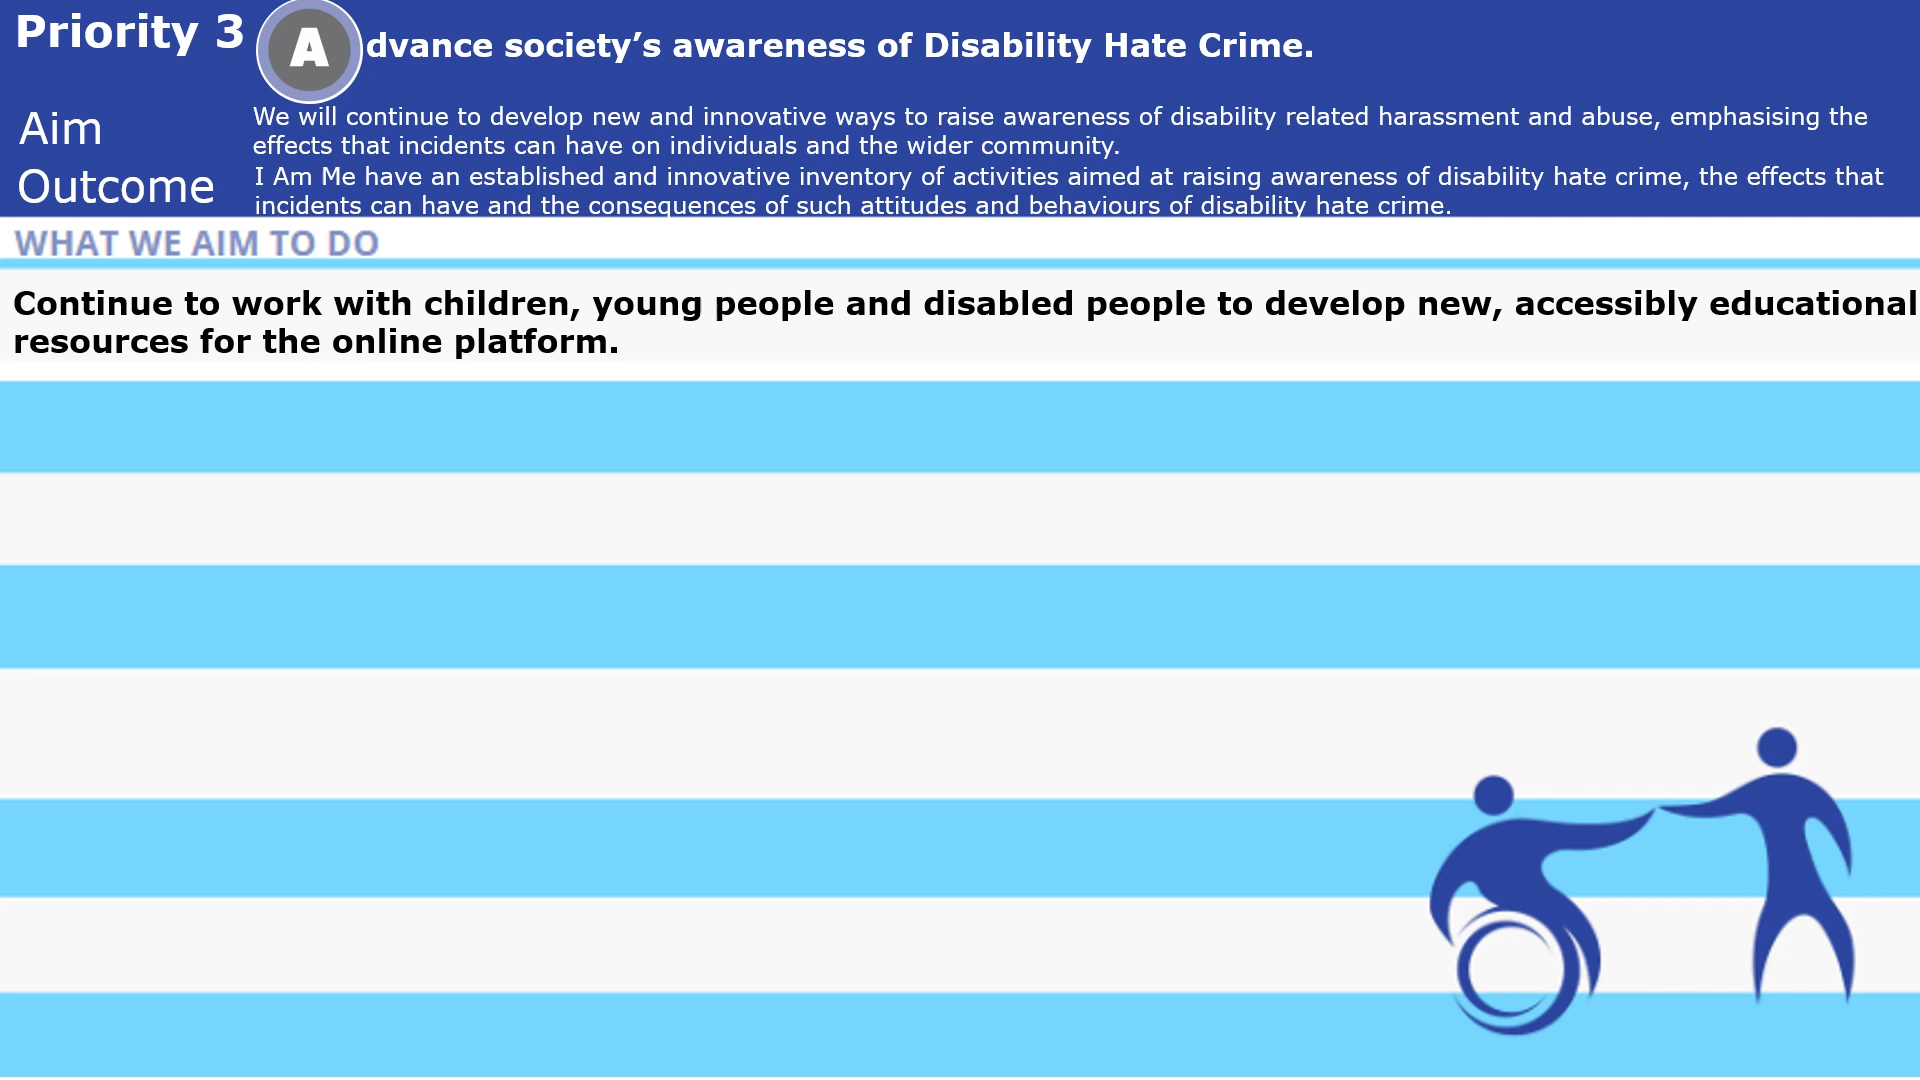 Priority 3
Advance society’s awareness of Disability Hate Crime.
Aim
We will continue to develop new and innovative ways to raise awareness of disability related harassment and abuse, emphasising the
effects that incidents can have on individuals and the wider community.
Outcome
I Am Me have an established and innovative inventory of activities aimed at raising awareness of disability hate crime, the effects that
incidents can have and the consequences of such attitudes and behaviours of disability hate crime.
WHAT WE AIM TO DO
Continue to work with children, young people and disabled people to develop new, accessibly educational
resources for the online platform.